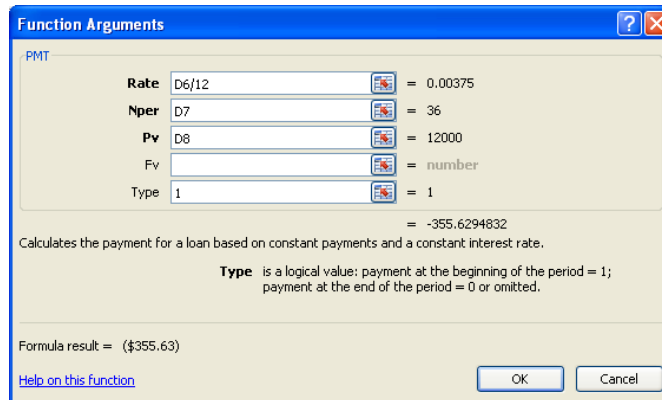 Function Arguments
PMT
Rate D6/12 = 0.00375
Nper D7 = 36
Pv D8 = 12000
Fv = number
Type 1 = 1
= -355.6294832
Calculates the payment for a loan based on constant payments and a constant interest rate.
Type is a logical value: payment at the beginning of the period = 1;
payment at the end of the period = 0 or omitted.
Formula result = ($355.63)
Help on this function
OK Cancel